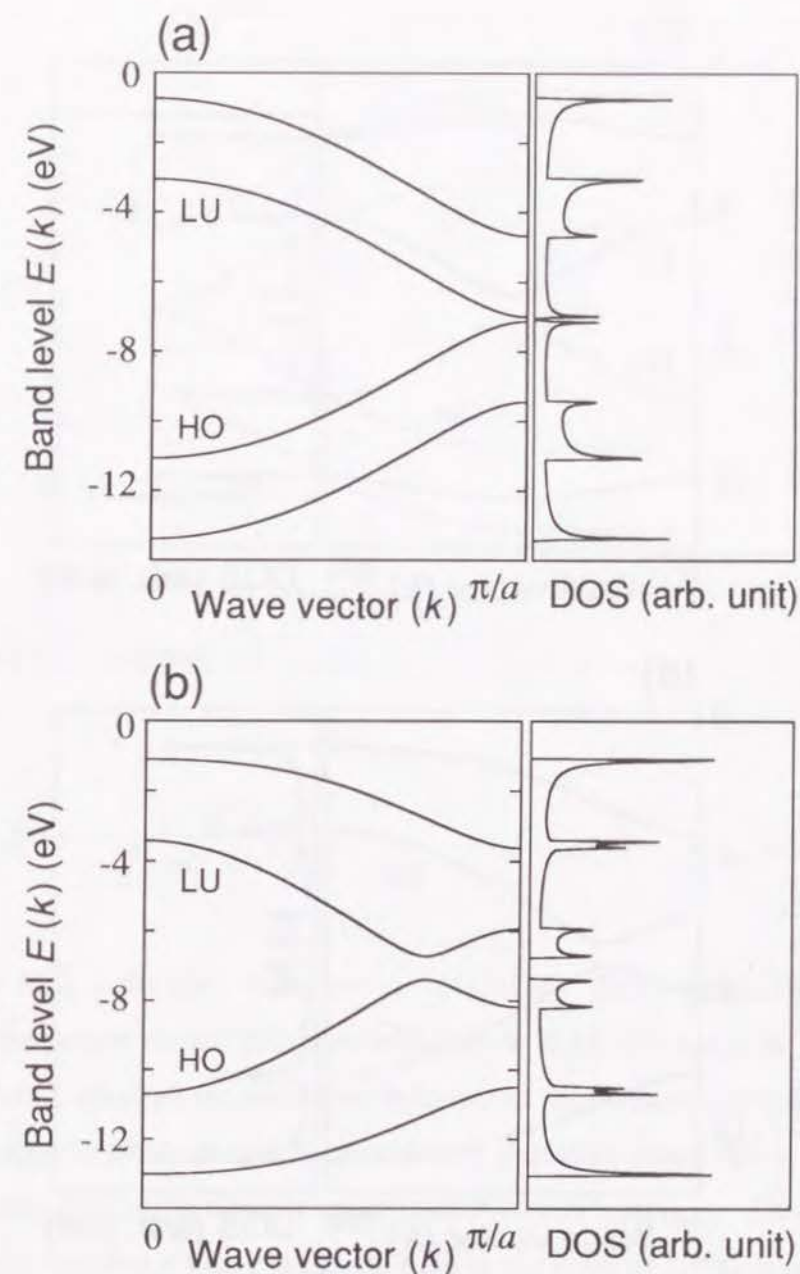 (a)
0
-4
-8
-12
Band level E (k) (eV)
LU
HO
0
Wave vector (k)
π/a
DOS (arb. unit)
(b)
0
-4
-8
-12
Band level E (k) (eV)
LU
HO
0
Wave vector (k)
π/a
DOS (arb. unit)